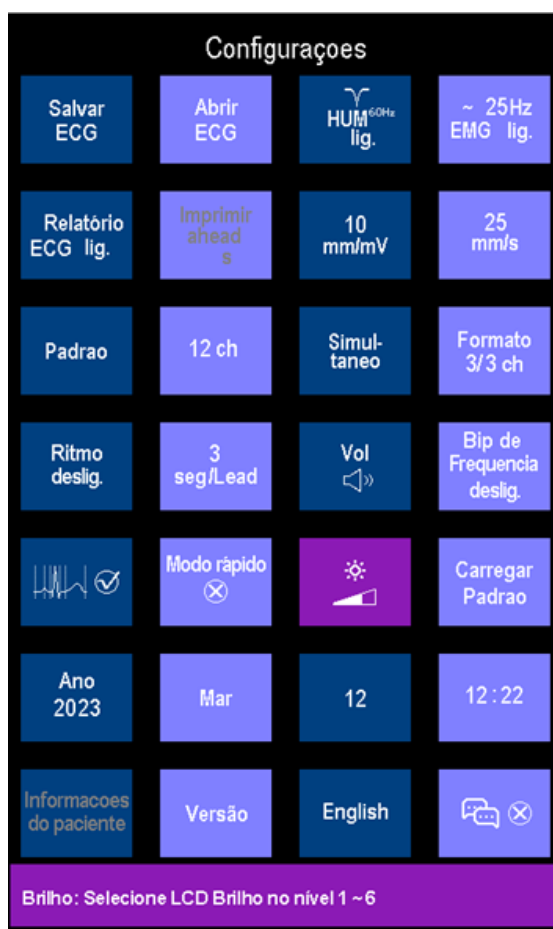 Configuraçoes
Salvar
ECG
Abrir
ECG
HUM60Hz
lig.
~ 25Hz
EMG lig.
Relatório
ECG lig.
Imprimir
ahead
s
10
mm/mV
25
mm/s
Padrao
12 ch
Simul-
taneo
Formato
3/3 ch
Ritmo
deslig.
3
seg/Lead
Vol
Bip de
Frequencia
deslig.
Modo rápido
Carregar
Padrao
Ano
2023
Mar
12
12:22
Informacoes
do paciente
Versão
English
Brilho: Selecione LCD Brilho no nível 1 ~6